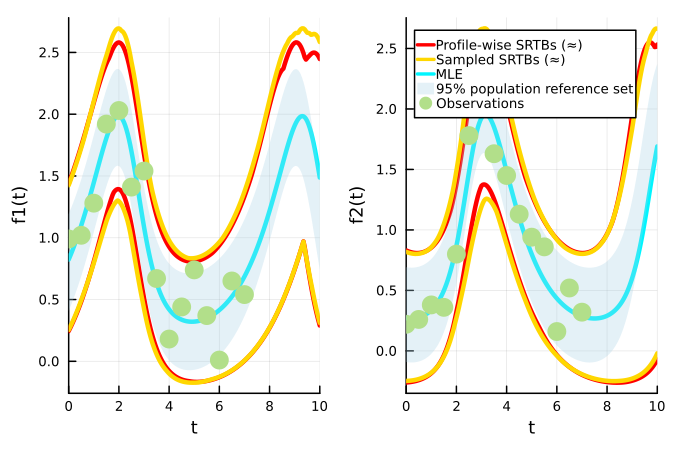 2.5
2.0
1.5
1.0
0.5
0.0
f1(t)
0
2
4
6
8
10
t
2.5
2.0
1.5
1.0
0.5
0.0
f2(t)
Profile-wise SRTBs (≈)
Sampled SRTBs (≈)
MLE
95% population reference set
Observations
0
2
4
6
8
10
t